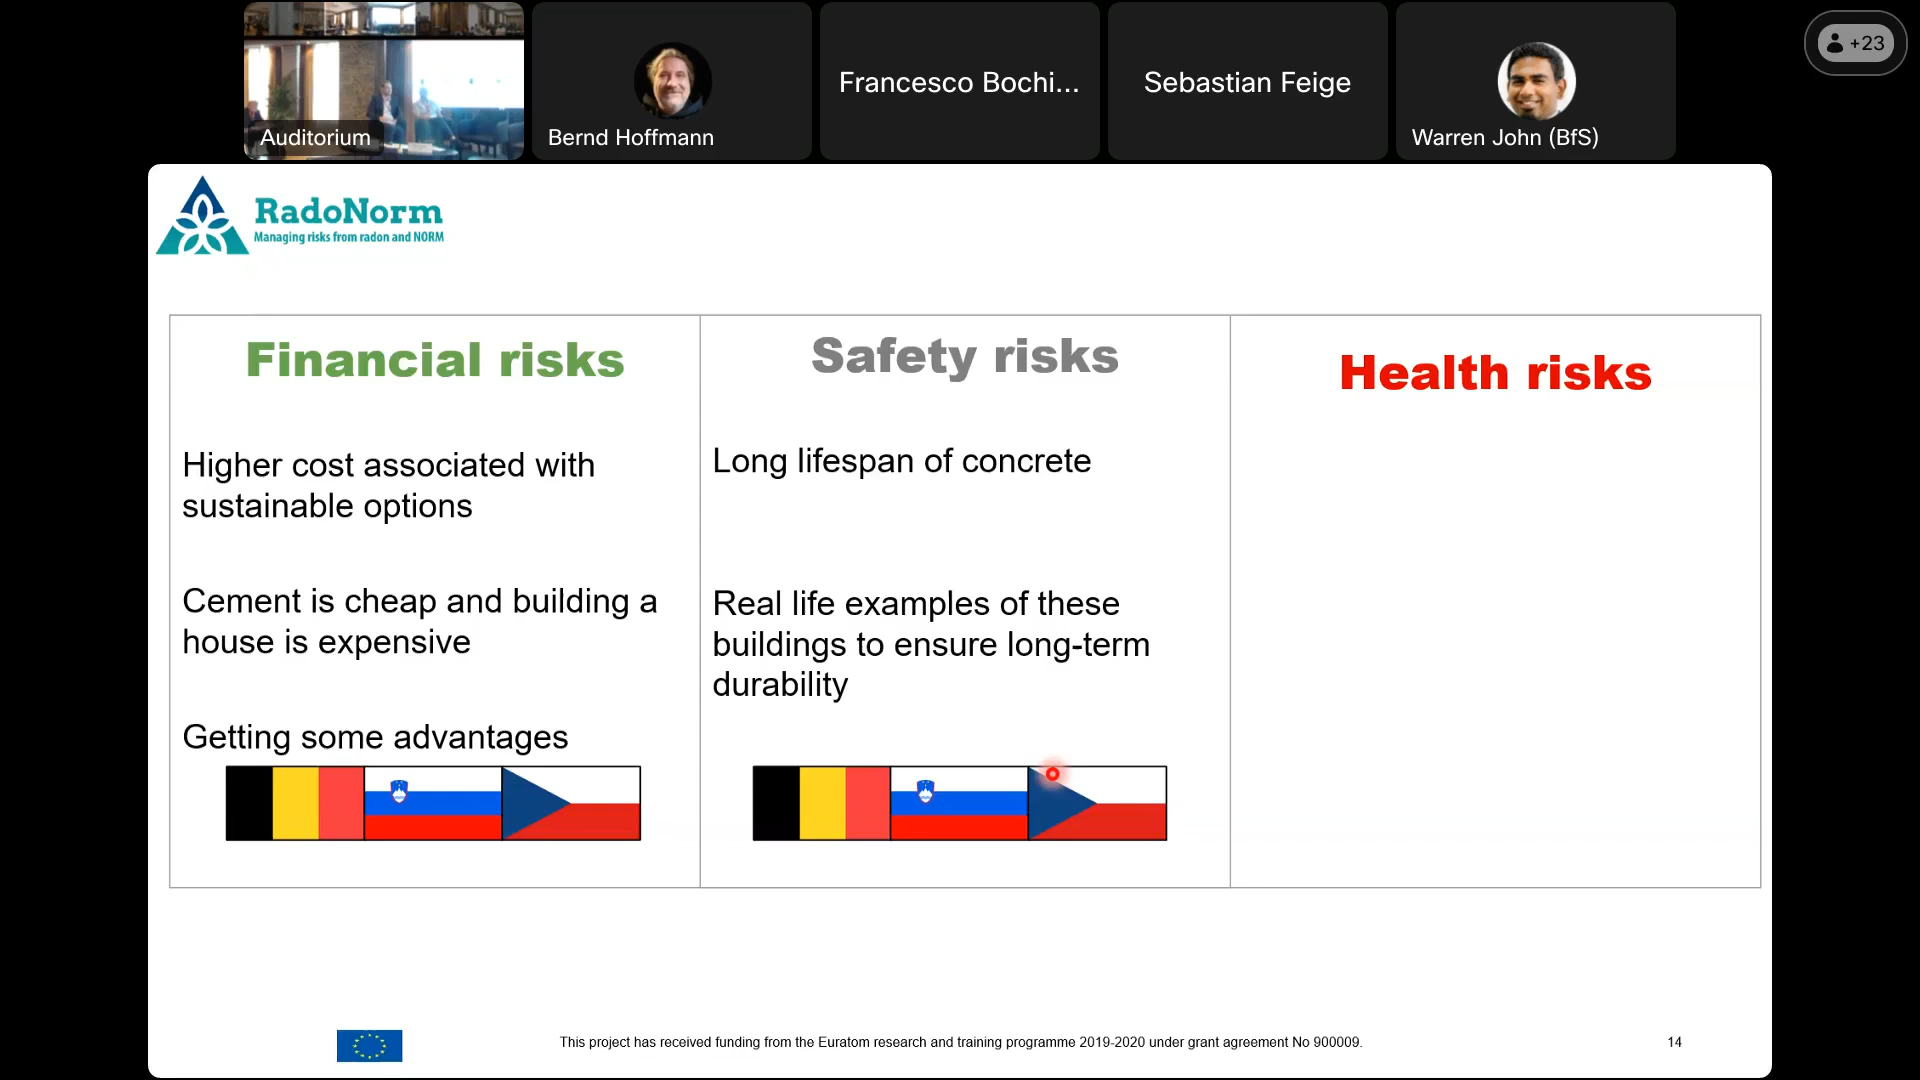 Auditorium
Bernd Hoffmann
Francesco Bochi...
Sebastian Feige
Warren John (BfS)
+23
RadoNorm
Managing risks from radon and NORM
Financial risks
Higher cost associated with
sustainable options
Cement is cheap and building a
house is expensive
Getting some advantages
Safety risks
Long lifespan of concrete
Real life examples of these
buildings to ensure long-term
durability
Health risks
This project has received funding from the Euratom research and training programme 2019-2020 under grant agreement No 900009.
14